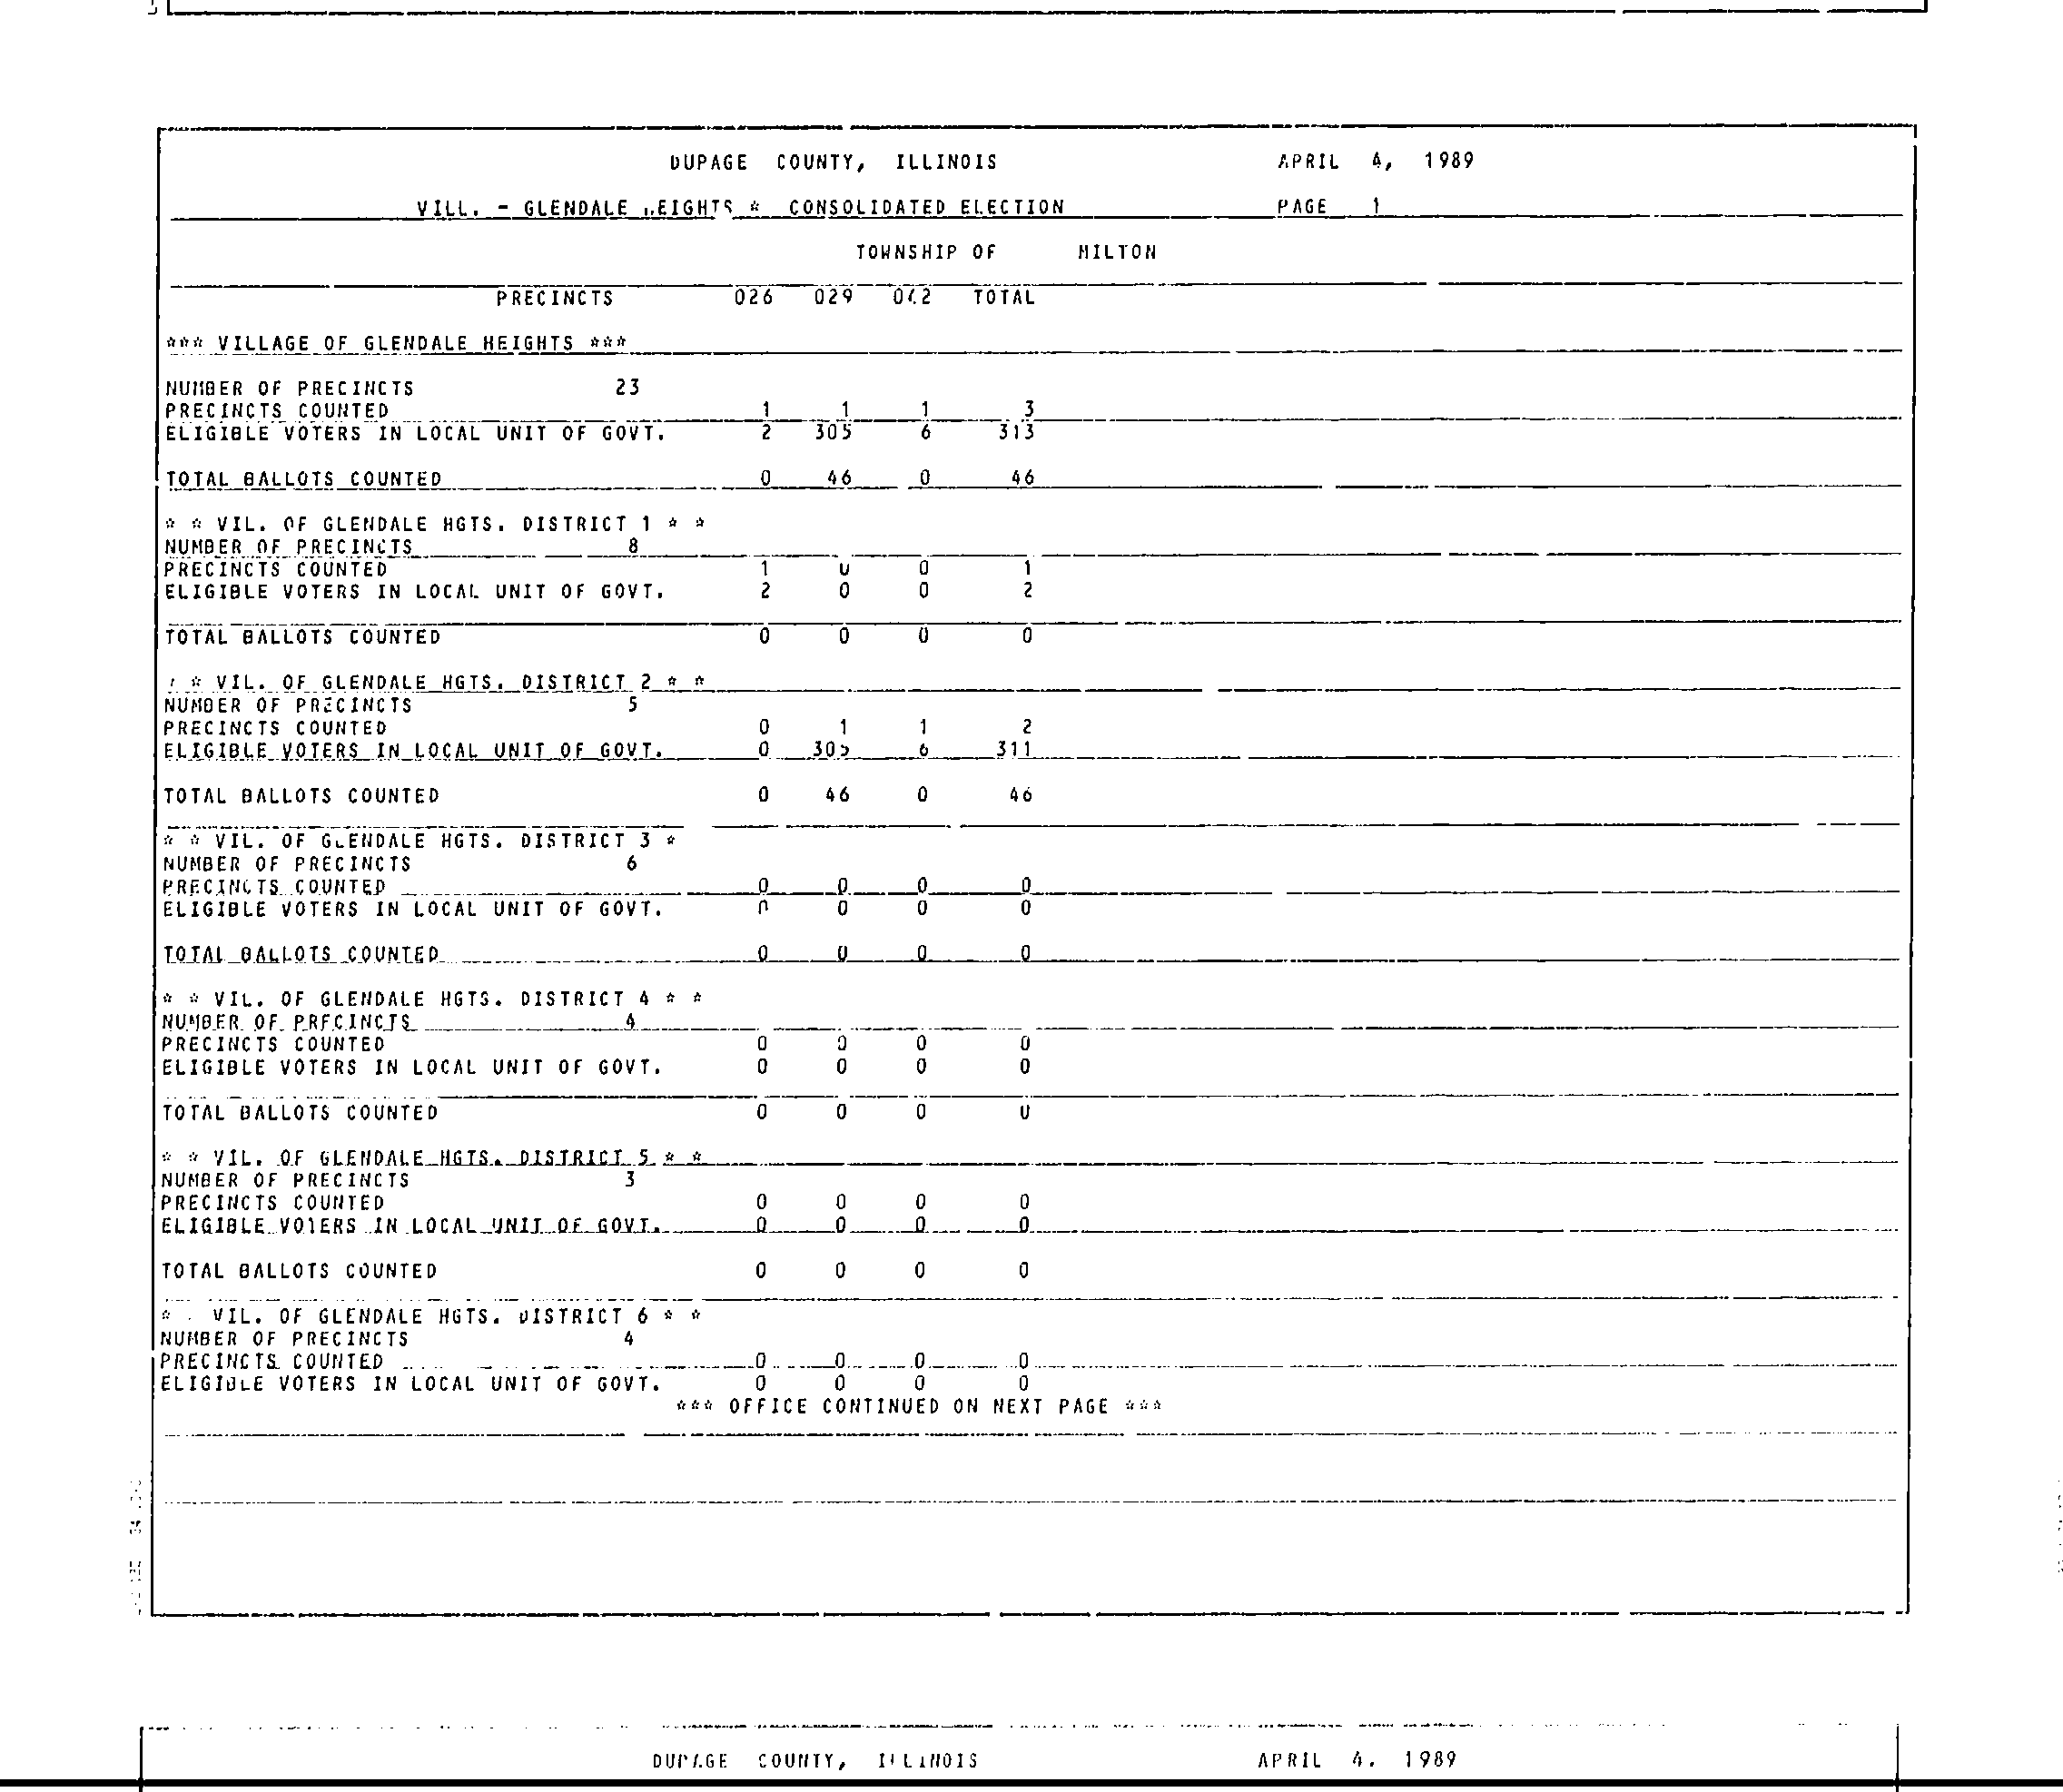 DUPAGE COUNTY, ILLINOIS APRIL 4, 1989
VILL. - GLENDALE HEIGHTS * CONSOLIDATED ELECTION PAGE 1
TOWNSHIP OF MILTON
PRECINCTS 026 029 TOTAL
*** VILLAGE OF GLENDALE HEIGHTS ***
NUMBER OF PRECINCTS 23
PRECINCTS COUNTED 1 1 1 3
ELIGIBLE VOTERS IN LOCAL UNIT OF GOVT. 2 305 6 313
TOTAL BALLOTS COUNTED 0 46 0 46
* * VIL. OF GLENDALE HGTS. DISTRICT 1 * *
NUMBER OF PRECINCTS 8
PRECINCTS COUNTED 1 0 0 1
ELIGIBLE VOTERS IN LOCAL UNIT OF GOVT. 2 0 0 2
TOTAL BALLOTS COUNTED 0 0 0 0
* * VIL. OF GLENDALE HGTS. DISTRICT 2 * *
NUMBER OF PRECINCTS 5
PRECINCTS COUNTED 0 1 1 2
ELIGIBLE VOTERS IN LOCAL UNIT OF GOVT. 0 305 6 311
TOTAL BALLOTS COUNTED 0 46 0 46
* * VIL. OF GLENDALE HGTS. DISTRICT 3 *
NUMBER OF PRECINCTS 6
PRECINCTS COUNTED 0 0 0 0
ELIGIBLE VOTERS IN LOCAL UNIT OF GOVT. 0 0 0 0
TOTAL BALLOTS COUNTED 0 0 0 0
* * VIL. OF GLENDALE HGTS. DISTRICT 4 * *
NUMBER OF PRECINCTS 4
PRECINCTS COUNTED 0 0 0 0
ELIGIBLE VOTERS IN LOCAL UNIT OF GOVT. 0 0 0 0
TOTAL BALLOTS COUNTED 0 0 0 0
* * VIL. OF GLENDALE HGTS. DISTRICT 5 * *
NUMBER OF PRECINCTS 3
PRECINCTS COUNTED 0 0 0 0
ELIGIBLE VOTERS IN LOCAL UNIT OF GOVT. 0 0 0 0
TOTAL BALLOTS COUNTED 0 0 0 0
* * VIL. OF GLENDALE HGTS. DISTRICT 6 * *
NUMBER OF PRECINCTS 4
PRECINCTS COUNTED 0 0 0 0
ELIGIBLE VOTERS IN LOCAL UNIT OF GOVT. 0 0 0 0
*** OFFICE CONTINUED ON NEXT PAGE ***
DUPAGE COUNTY, ILLINOIS APRIL 4, 1989